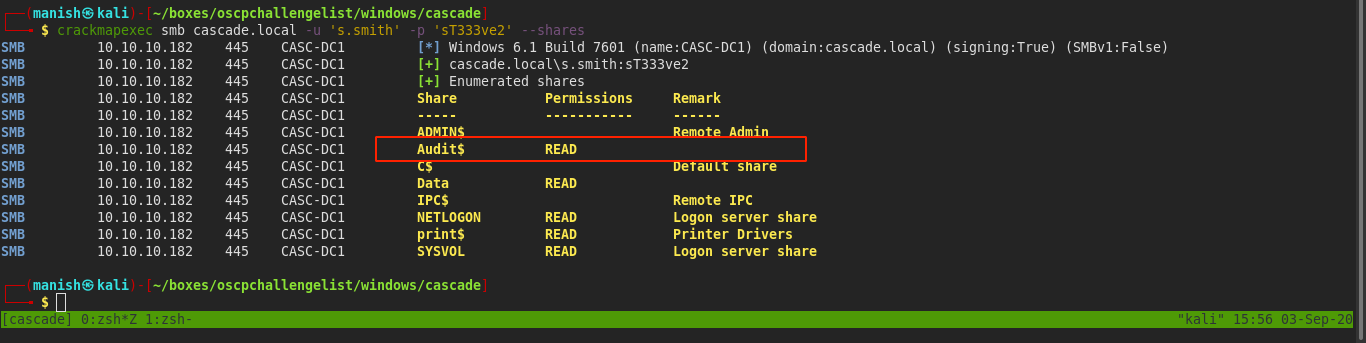 (manish㉿kali)-[~/boxes/oscpchallengelist/windows/cascade]
$ crackmapexec smb cascade.local -u 's.smith' -p 'sT333ve2' --shares
SMB 10.10.10.182 445 CASC-DC1 [*] Windows 6.1 Build 7601 (name:CASC-DC1) (domain:cascade.local) (signing:True) (SMBv1:False)
SMB 10.10.10.182 445 CASC-DC1 [+] cascade.local\s.smith:sT333ve2
SMB 10.10.10.182 445 CASC-DC1 [+] Enumerated shares
SMB 10.10.10.182 445 CASC-DC1 Share Permissions Remark
SMB 10.10.10.182 445 CASC-DC1 ----- ----------- ------
SMB 10.10.10.182 445 CASC-DC1 ADMIN$ Remote Admin
SMB 10.10.10.182 445 CASC-DC1 Audit$ READ
SMB 10.10.10.182 445 CASC-DC1 C$ Default share
SMB 10.10.10.182 445 CASC-DC1 Data READ
SMB 10.10.10.182 445 CASC-DC1 IPC$ Remote IPC
SMB 10.10.10.182 445 CASC-DC1 NETLOGON READ Logon server share
SMB 10.10.10.182 445 CASC-DC1 print$ READ Printer Drivers
SMB 10.10.10.182 445 CASC-DC1 SYSVOL READ Logon server share
(manish㉿kali)-[~/boxes/oscpchallengelist/windows/cascade]
$
[cascade] 0:zsh*Z 1:zsh- "kali" 15:56 03-Sep-20